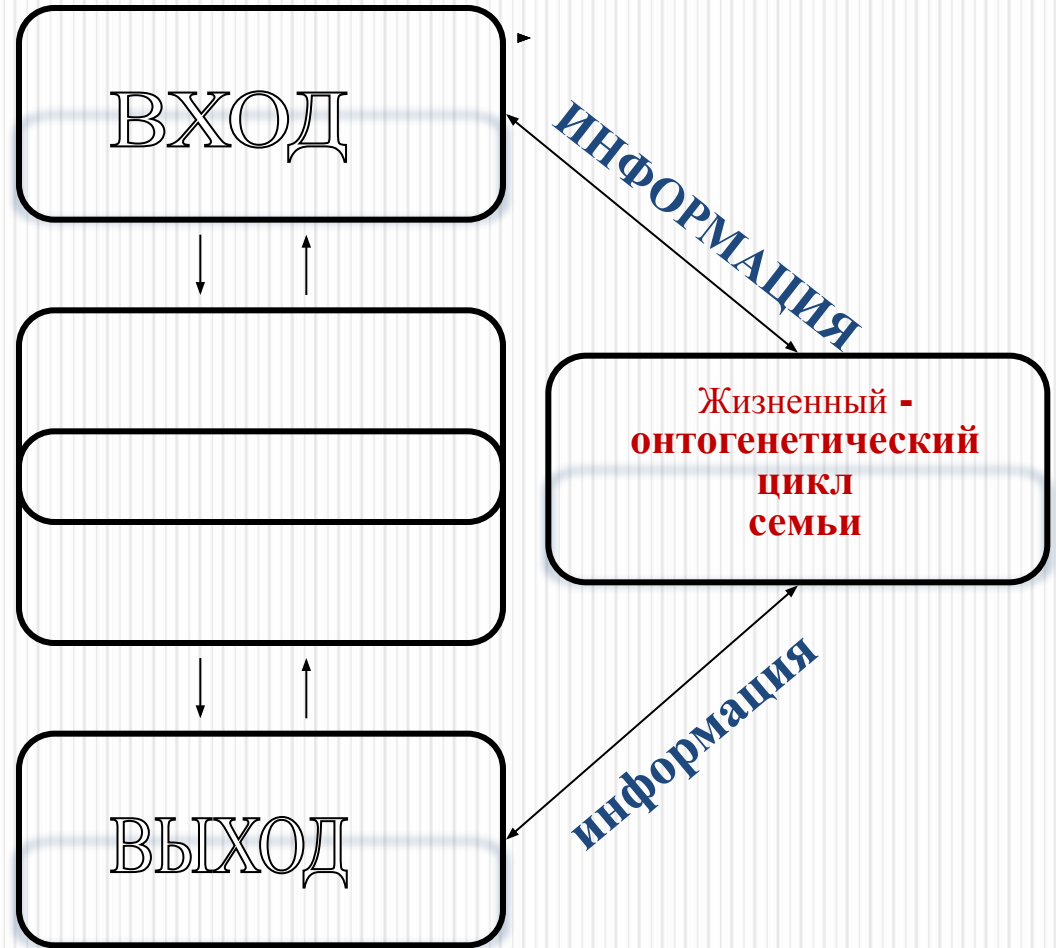 ВХОД
ИНФОРМАЦИЯ
Жизненный -
онтогенетический
цикл
семьи
информация
ВЫХОД